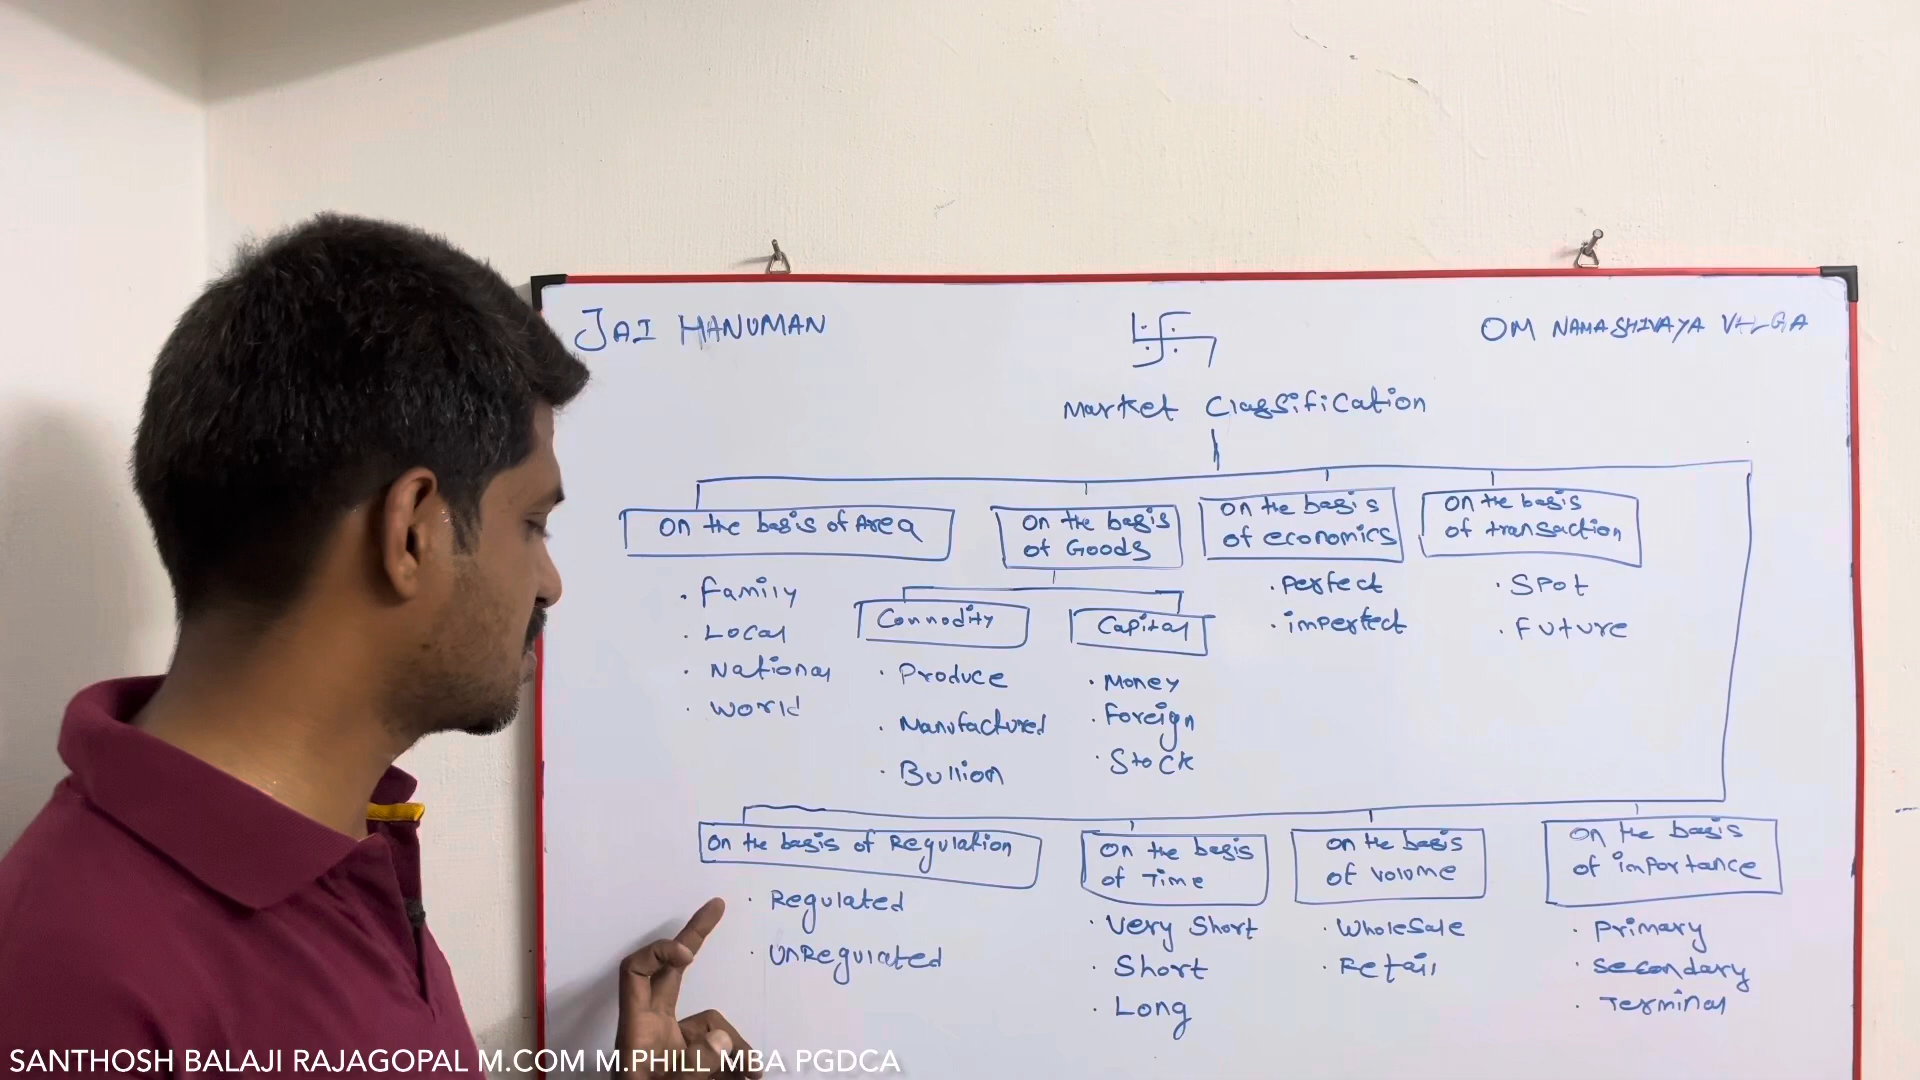 JAI HANUMAN
OM NAMA SHIVAYA
Market Classification
on the basis of Area
on the basis
of Goods
on the basis
of economics
on the basis
of transaction
· Family
· Local
· National
· World
Commodity
· Produce
· Manufactured
· Bullion
Capital
· Money
· Foreign
· Stock
· perfect
· imperfect
· Spot
· Future
on the basis of Regulation
· Regulated
· UnRegulated
on the basis
of Time
· Very Short
· Short
· Long
on the basis
of volume
· Wholesale
· Retail
on the basis
of importance
· Primary
· Secondary
· Terminal
SANTHOSH BALAJI RAJAGOPAL M.COM M.PHILL MBA PGDCA